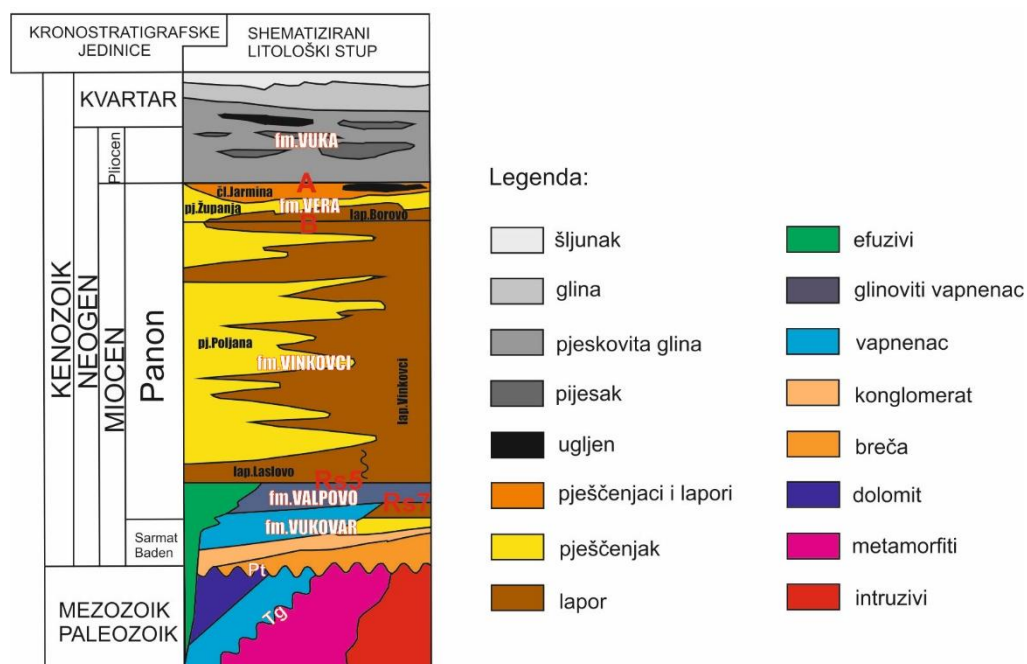 KRONOSTRATIGRAFSKE
JEDINICE
SHEMATIZIRANI
LITOLOŠKI STUP
KENOZOIK
NEOGEN
MIOCEN
KVARTAR
Pliocen
Panon
Sarmat
Baden
MEZOZOIK
PALEOZOIK
fm.VUKA
A
čl.Jarmina
pj.Županja
fm.VERA
lap.Borovo
B
pj.Poljana
fm.VINKOVCI
lap.Vinkovci
lap.Laslovo
Rs5
fm.VALPOVO
Rs7
fm.VUKOVAR
Pt
Tg
Legenda:
šljunak
glina
pjeskovita glina
pijesak
ugljen
pješčenjaci i lapori
pješčenjak
lapor
efuzivi
glinoviti vapnenac
vapnenac
konglomerat
breča
dolomit
metamorfiti
intruzivi